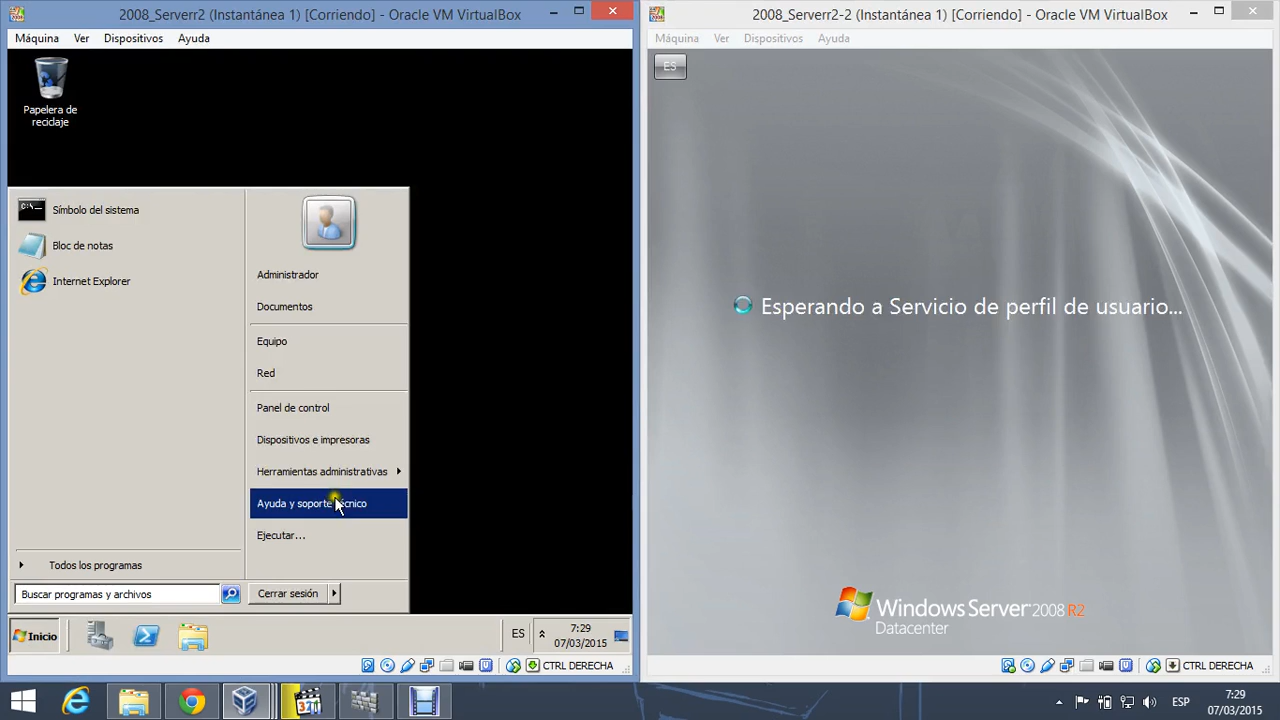 2008_Serverr2 (Instantánea 1) [Corriendo] - Oracle VM VirtualBox
Máquina Ver Dispositivos Ayuda
Papelera de
reciclaje
Símbolo del sistema
Bloc de notas
Internet Explorer
Administrador
Documentos
Equipo
Red
Panel de control
Dispositivos e impresoras
Herramientas administrativas
Ayuda y soporte técnico
Ejecutar...
Todos los programas
Buscar programas y archivos
Cerrar sesión
Inicio
ES
7:29
07/03/2015
CTRL DERECHA
2008_Serverr2-2 (Instantánea 1) [Corriendo] - Oracle VM VirtualBox
Máquina Ver Dispositivos Ayuda
ES
Esperando a Servicio de perfil de usuario...
Windows Server 2008 R2
Datacenter
CTRL DERECHA
321
ESP
7:29
07/03/2015